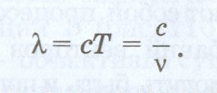 λ = cT = c/ν.